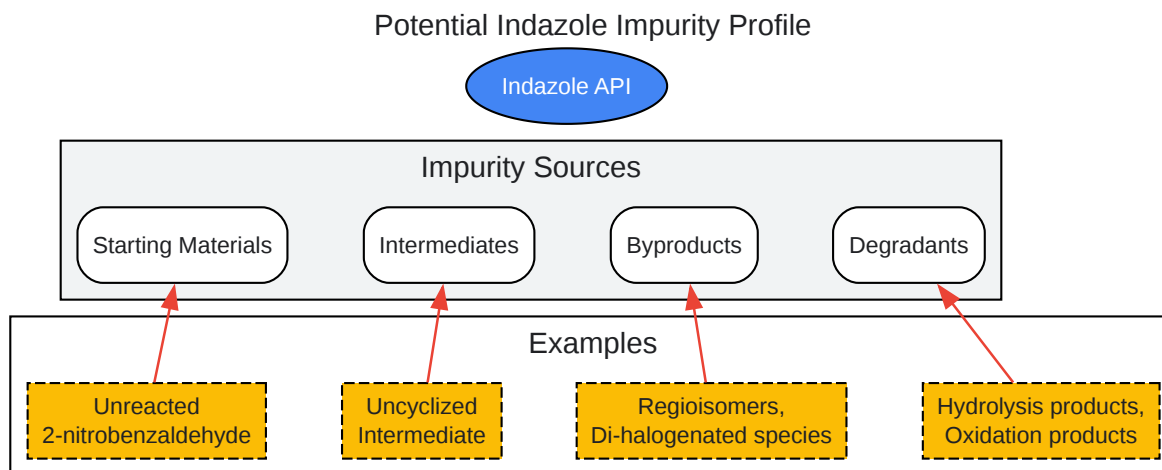 Potential Indazole Impurity Profile
Indazole API
Impurity Sources
Starting Materials
Intermediates
Byproducts
Degradants
Examples
Unreacted
2-nitrobenzaldehyde
Uncyclized
Intermediate
Regioisomers,
Di-halogenated species
Hydrolysis products,
Oxidation products